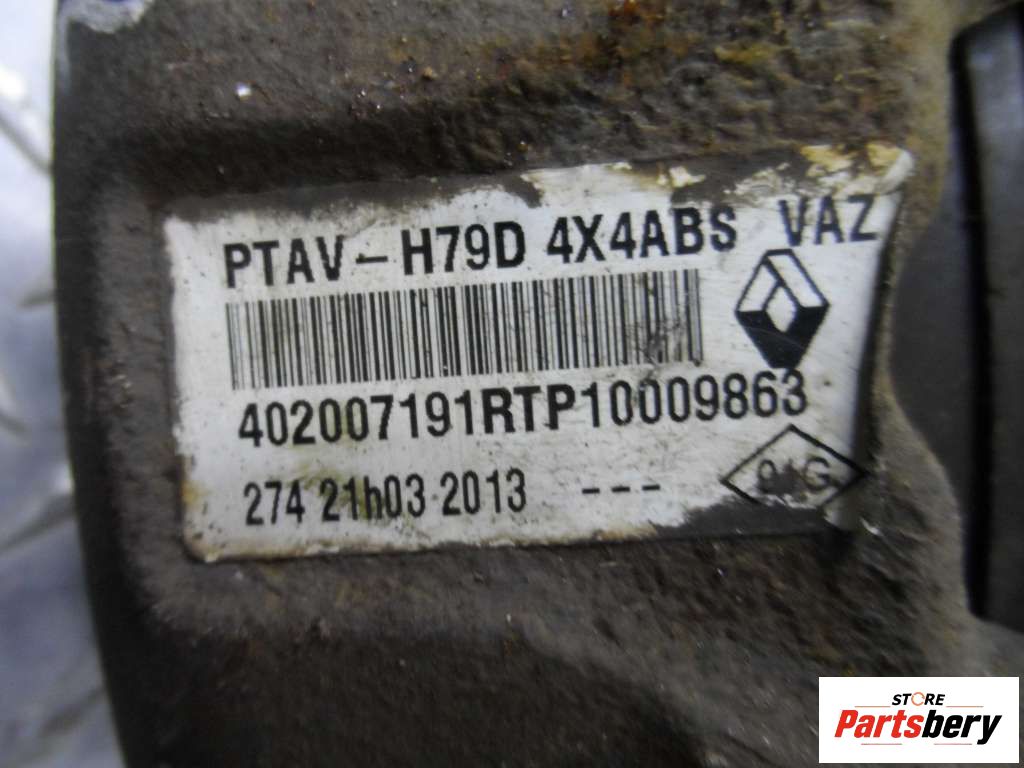 PTAV-H79D 4X4ABS VAZ
402007191RTP10009863
274 21h03 2013 ---
STORE
Partsbery